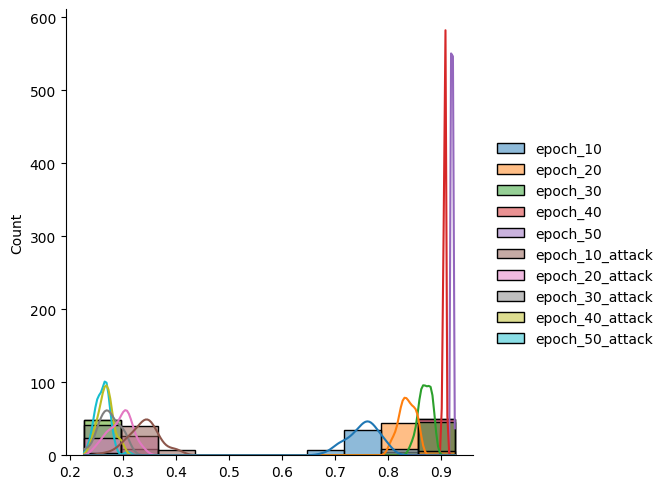 600
500
400
300
200
100
0
Count
0.2 0.3 0.4 0.5 0.6 0.7 0.8 0.9
epoch_10
epoch_20
epoch_30
epoch_40
epoch_50
epoch_10_attack
epoch_20_attack
epoch_30_attack
epoch_40_attack
epoch_50_attack